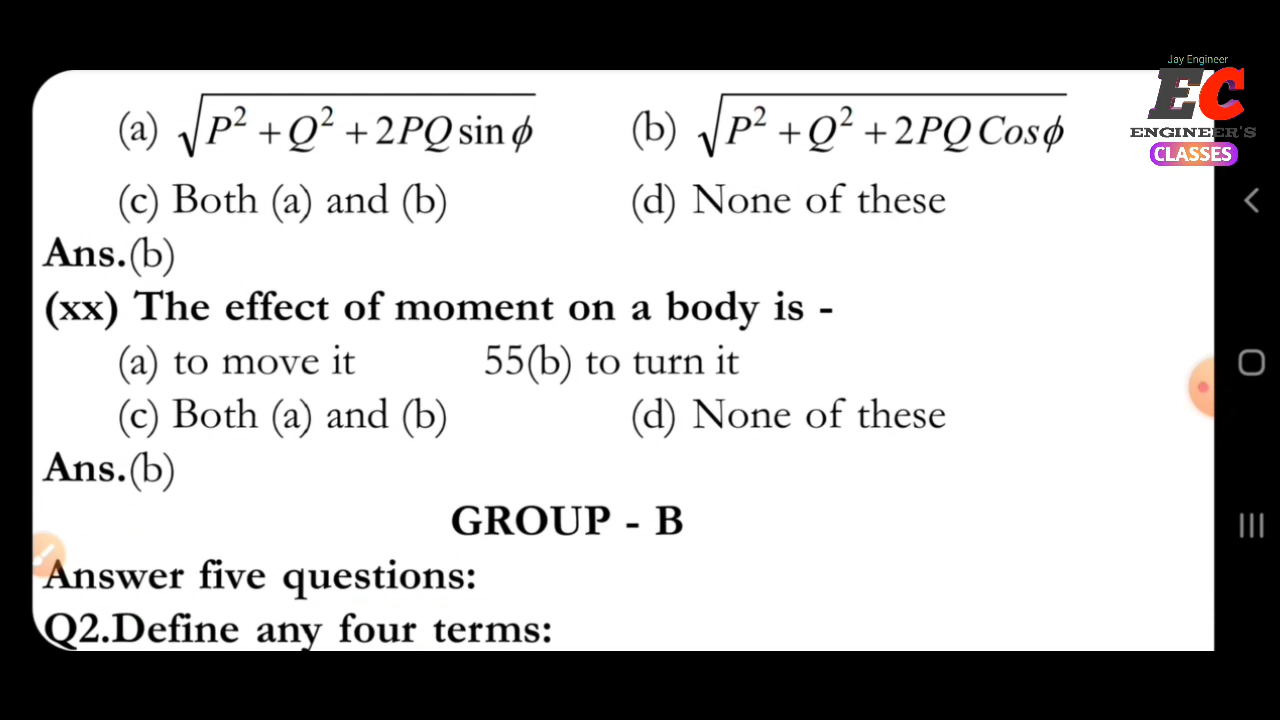 Jay Engineer
EC
ENGINEER'S
CLASSES
(a) √P² + Q² + 2PQ sin ϕ (b) √P² + Q² + 2PQ Cosϕ
(c) Both (a) and (b) (d) None of these
Ans.(b)
(xx) The effect of moment on a body is -
(a) to move it 55(b) to turn it
(c) Both (a) and (b) (d) None of these
Ans.(b)
GROUP - B
Answer five questions:
Q2.Define any four terms: